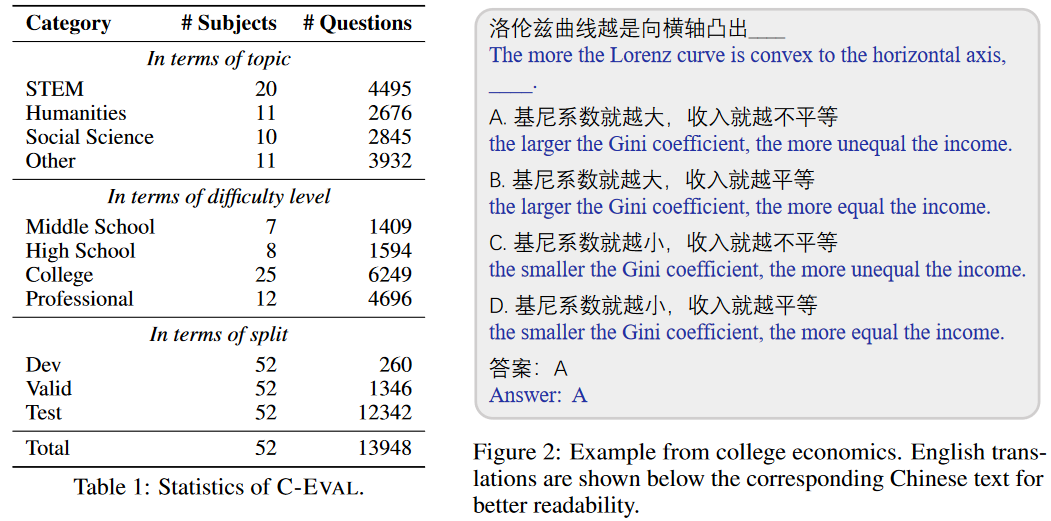 Category # Subjects # Questions
In terms of topic
STEM 20 4495
Humanities 11 2676
Social Science 10 2845
Other 11 3932
In terms of difficulty level
Middle School 7 1409
High School 8 1594
College 25 6249
Professional 12 4696
In terms of split
Dev 52 260
Valid 52 1346
Test 52 12342
Total 52 13948
Table 1: Statistics of C-EVAL.
洛伦兹曲线越是向横轴凸出____
The more the Lorenz curve is convex to the horizontal axis,
____.
A. 基尼系数就越大，收入就越不平等
the larger the Gini coefficient, the more unequal the income.
B. 基尼系数就越大，收入就越平等
the larger the Gini coefficient, the more equal the income.
C. 基尼系数就越小，收入就越不平等
the smaller the Gini coefficient, the more unequal the income.
D. 基尼系数就越小，收入就越平等
the smaller the Gini coefficient, the more equal the income.
答案：A
Answer: A
Figure 2: Example from college economics. English trans-
lations are shown below the corresponding Chinese text for
better readability.